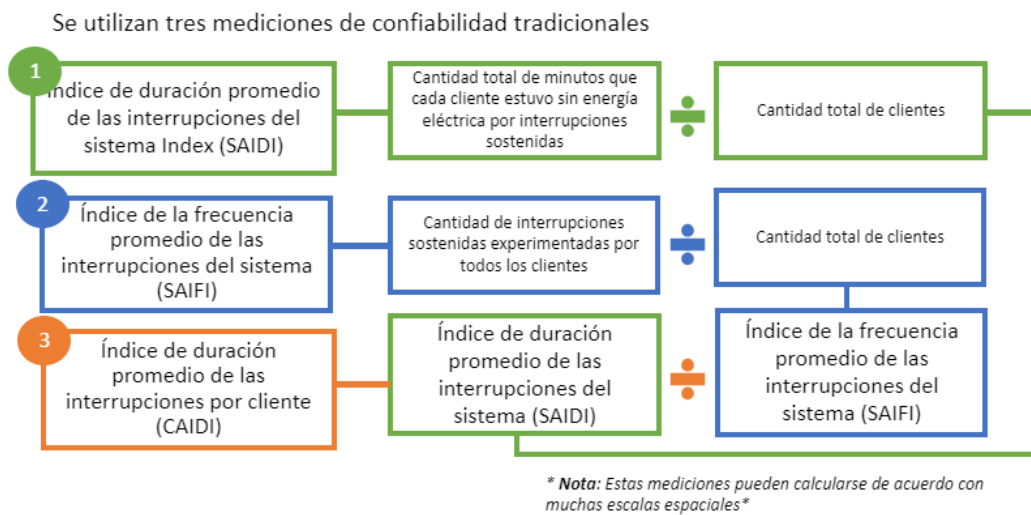 Se utilizan tres mediciones de confiabilidad tradicionales
1
Índice de duración promedio
de las interrupciones del
sistema Index (SAIDI)
Cantidad total de minutos que
cada cliente estuvo sin energía
eléctrica por interrupciones
sostenidas
÷
Cantidad total de clientes
2
Índice de la frecuencia
promedio de las
interrupciones del sistema
(SAIFI)
Cantidad de interrupciones
sostenidas experimentadas por
todos los clientes
÷
Cantidad total de clientes
3
Índice de duración
promedio de las
interrupciones por cliente
(CAIDI)
Índice de duración
promedio de las
interrupciones del
sistema (SAIDI)
÷
Índice de la frecuencia
promedio de las
interrupciones del
sistema (SAIFI)
* Nota: Estas mediciones pueden calcularse de acuerdo con
muchas escalas espaciales*